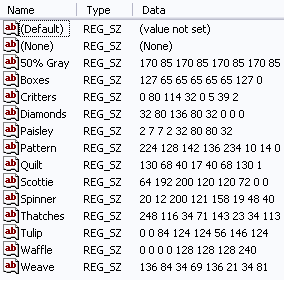 Name Type Data
(Default) REG_SZ (value not set)
(None) REG_SZ (None)
50% Gray REG_SZ 170 85 170 85 170 85 170 85
Boxes REG_SZ 127 65 65 65 65 65 127 0
Critters REG_SZ 0 80 114 32 0 5 39 2
Diamonds REG_SZ 32 80 136 80 32 0 0 0
Paisley REG_SZ 2 7 7 2 32 80 80 32
Pattern REG_SZ 224 128 142 136 234 10 14 0
Quilt REG_SZ 130 68 40 17 40 68 130 1
Scottie REG_SZ 64 192 200 120 120 72 0 0
Spinner REG_SZ 20 12 200 121 158 19 48 40
Thatches REG_SZ 248 116 34 71 143 23 34 113
Tulip REG_SZ 0 0 84 124 124 56 146 124
Waffle REG_SZ 0 0 0 0 128 128 128 240
Weave REG_SZ 136 84 34 69 136 21 34 81